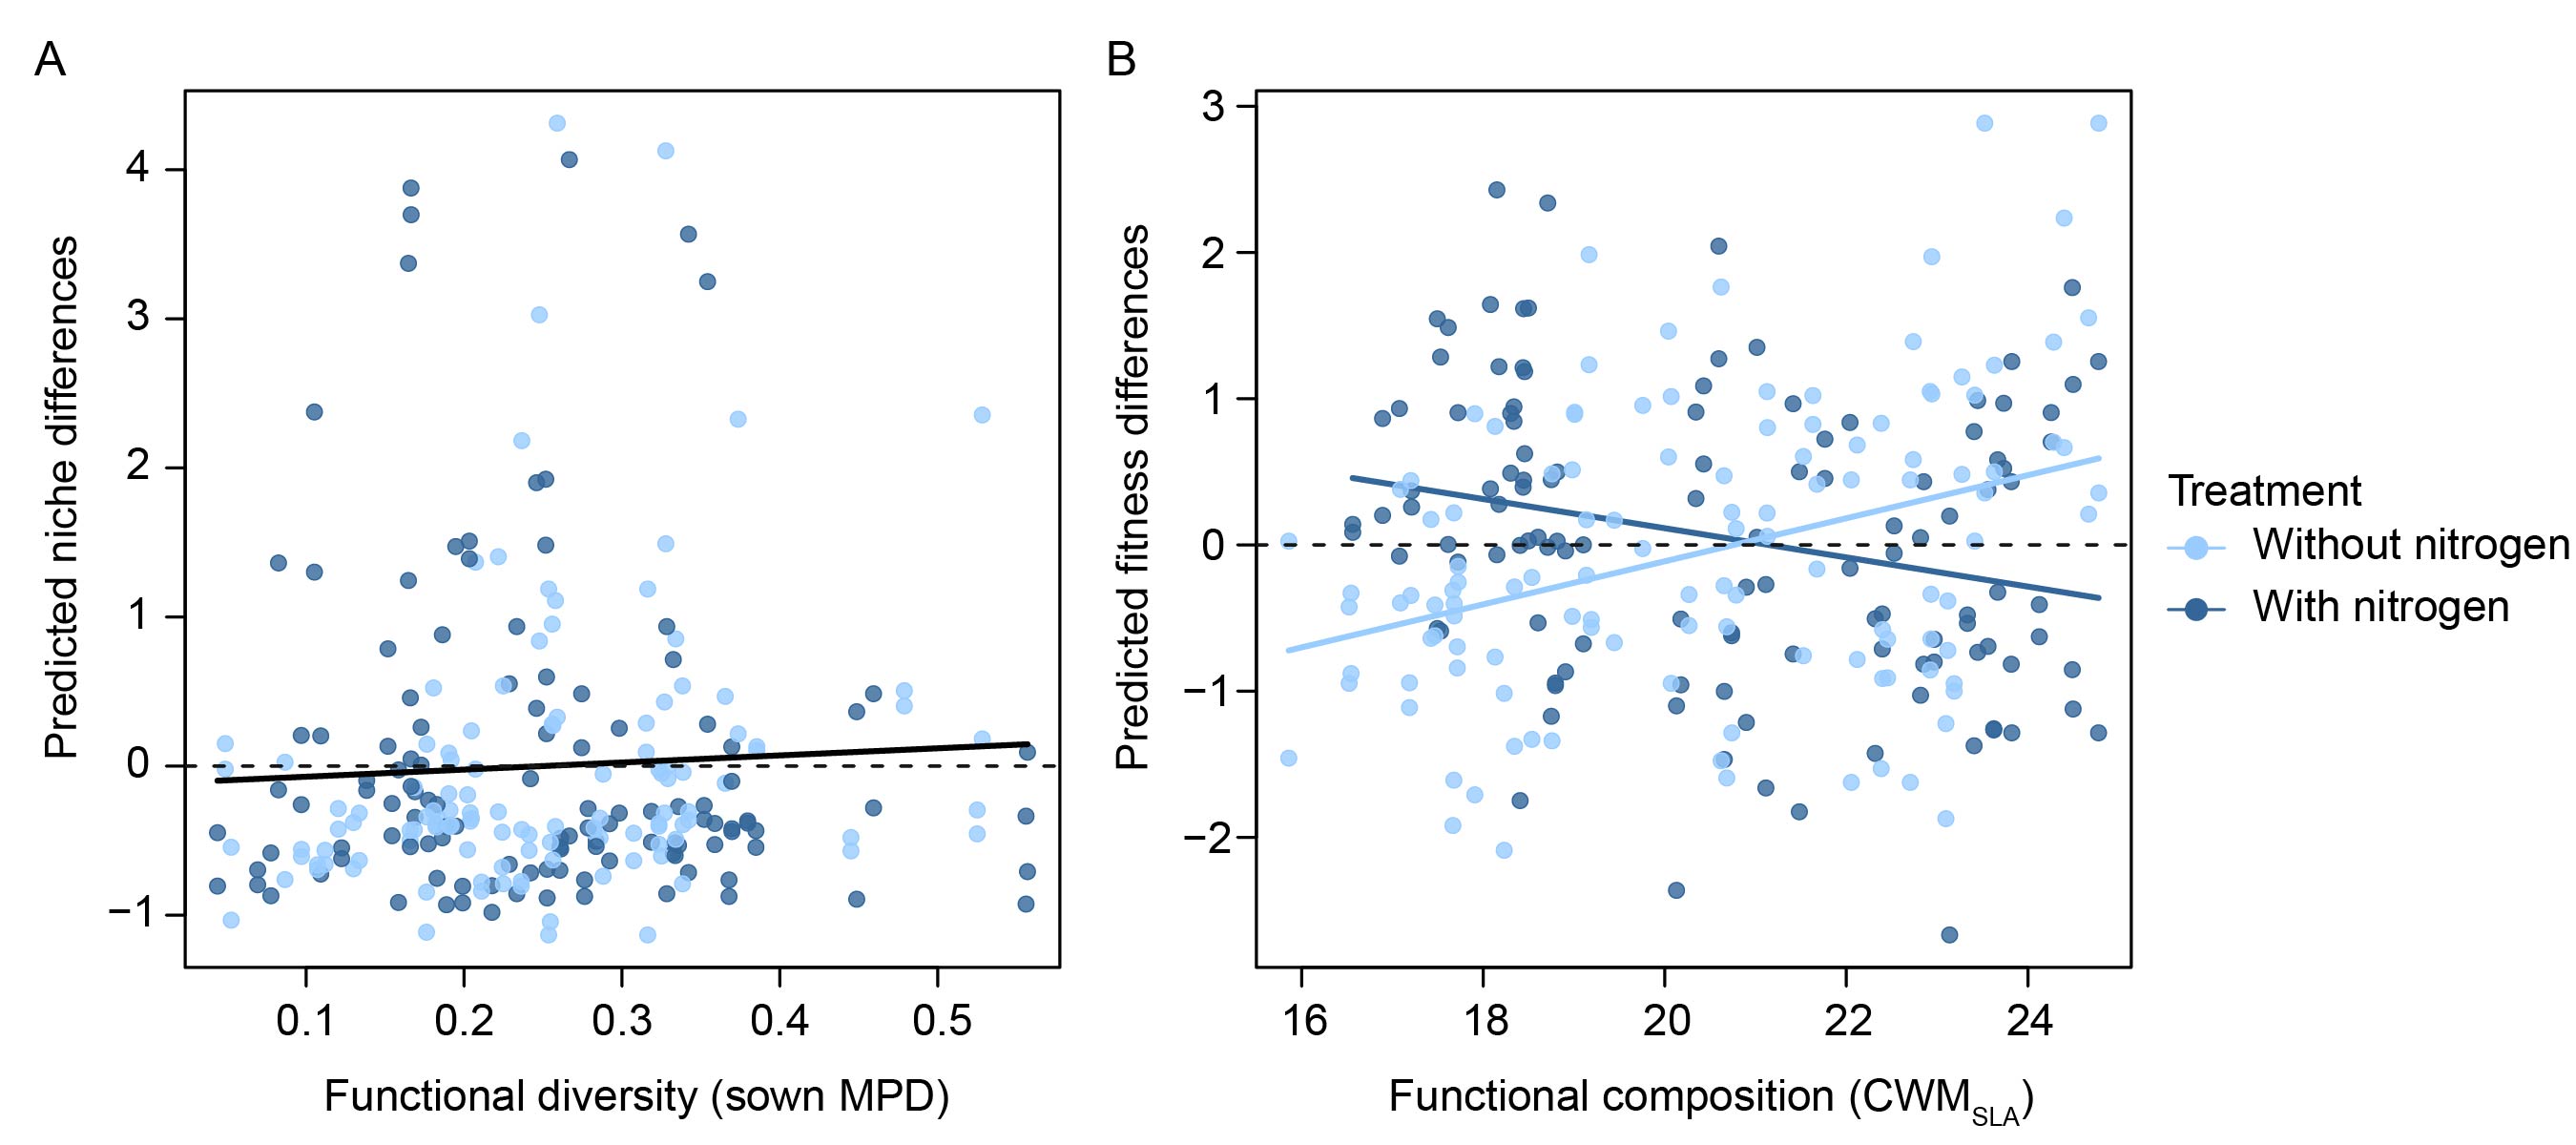 A
Predicted niche differences
4
3
2
1
0
−1
0.1 0.2 0.3 0.4 0.5
Functional diversity (sown MPD)
B
Predicted fitness differences
3
2
1
0
−1
−2
16 18 20 22 24
Functional composition (CWM_SLA)
Treatment
Without nitrogen
With nitrogen